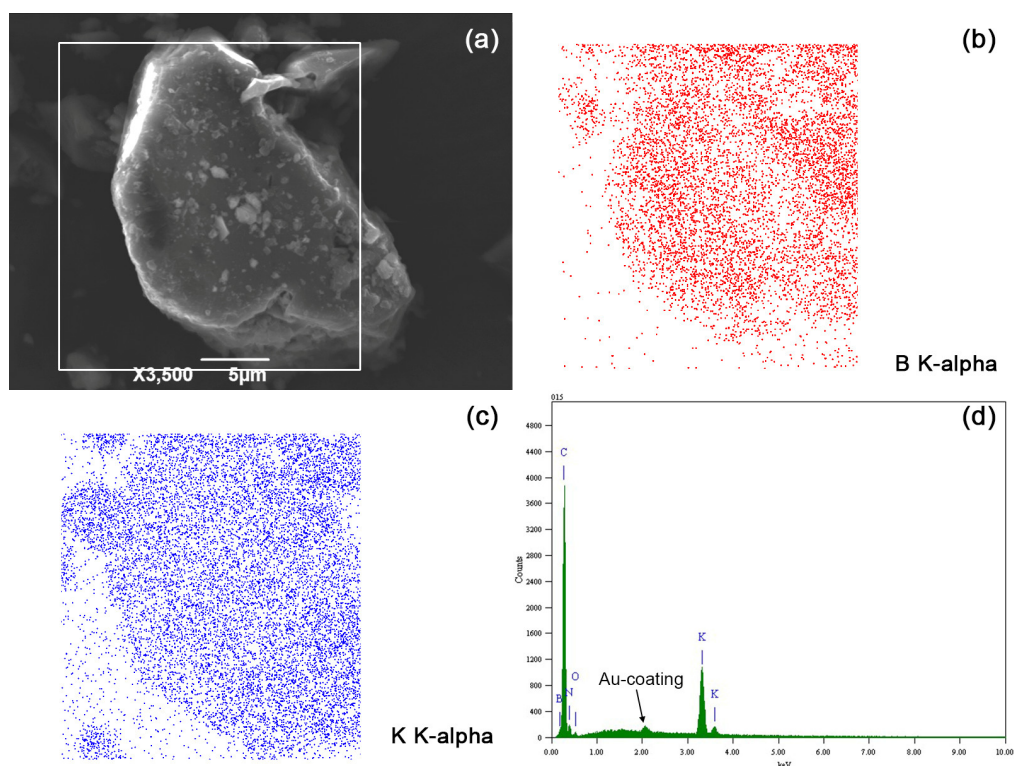 (a)
X3,500 5µm
(b)
B K-alpha
(c)
K K-alpha
(d)
015
4800
4400
4000
3600
3200
2800
2400
2000
1600
1200
800
400
0
Counts
C
B
N
O
Au-coating
K
K
0.00 1.00 2.00 3.00 4.00 5.00 6.00 7.00 8.00 9.00 10.00
keV